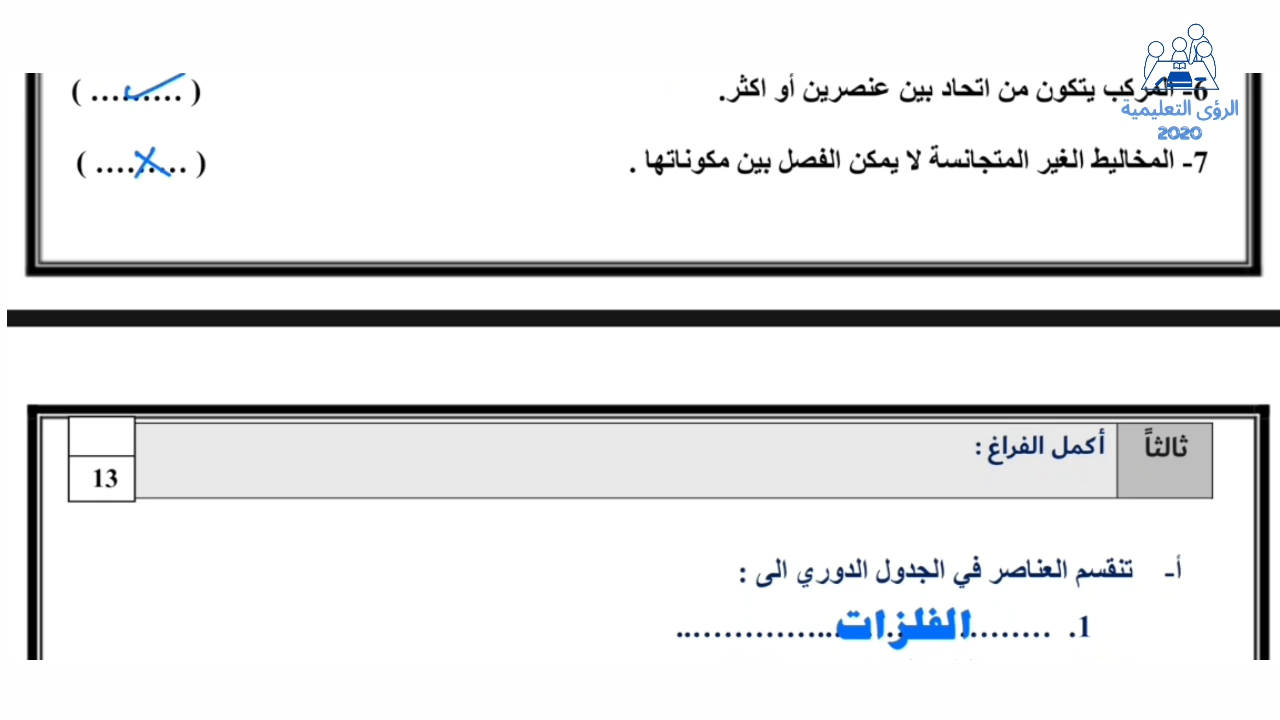 6- المركب يتكون من اتحاد بين عنصرين أو اكثر. ( ......... )
الرؤى التعليمية
2020
7- المخاليط الغير المتجانسة لا يمكن الفصل بين مكوناتها . ( ......... )
ثالثاً
أكمل الفراغ :
13
أ- تنقسم العناصر في الجدول الدوري الى :
1. .........الفلزات..................